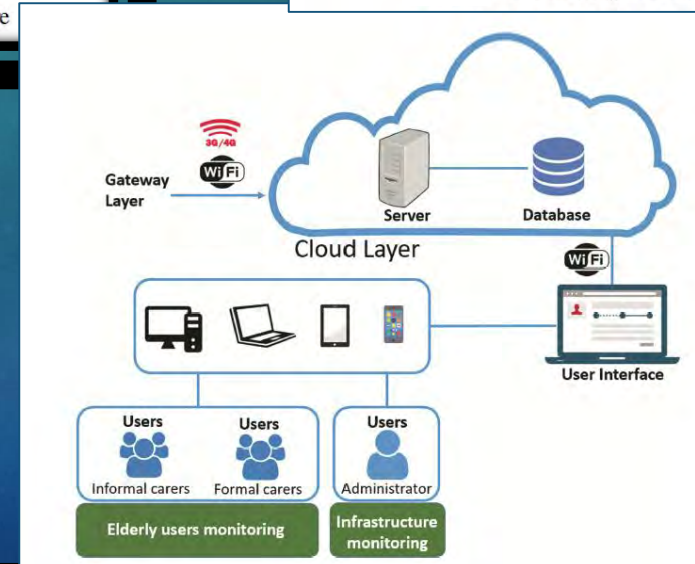 e
3G/4G
WiFi
Gateway
Layer
Server
Database
Cloud Layer
WiFi
User Interface
Users
Users
Users
Informal carers
Formal carers
Administrator
Elderly users monitoring
Infrastructure
monitoring